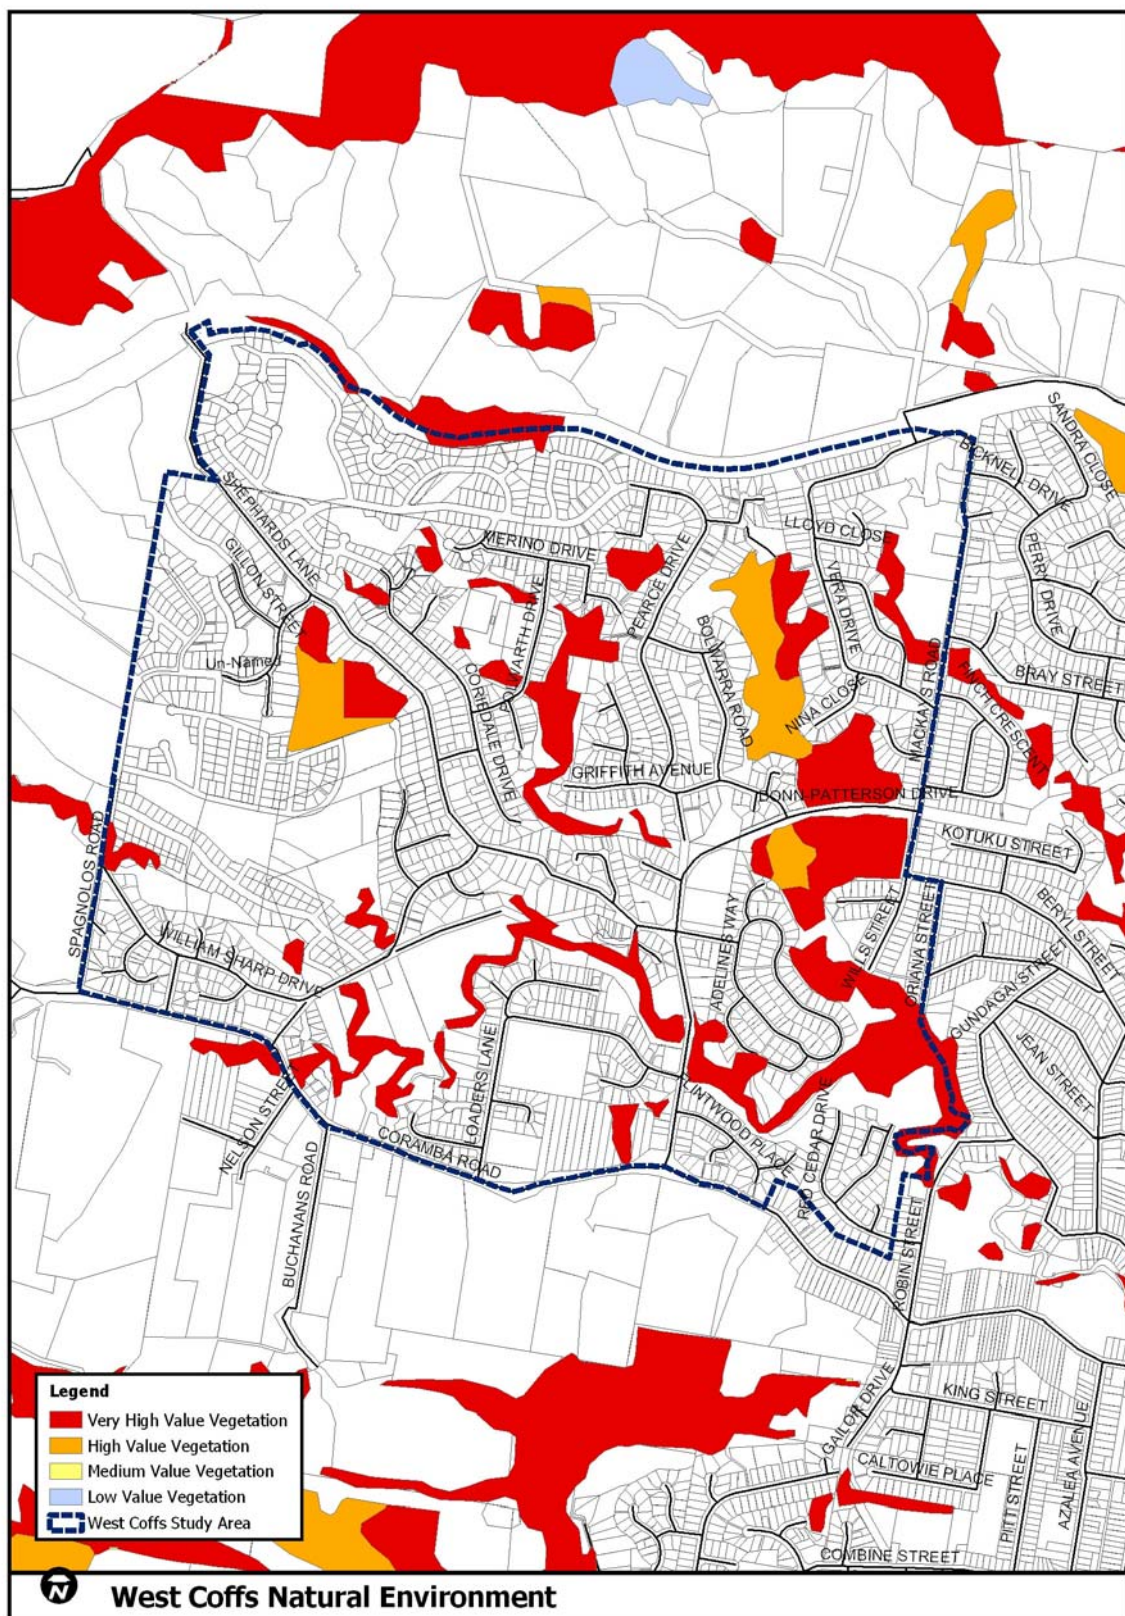 SANDRA CLOSE
BICKNELL DRIVE
SHEPHARDS LANE
LLOYD CLOSE
MERINO DRIVE
GILLON STREET
PERRY DRIVE
VERA DRIVE
PEARCE DRIVE
POLWARTH DRIVE
BOUMARRA ROAD
Un-Named
CORIEDALE DRIVE
FINCH CRESCENT
BRAY STREET
MACKAYS ROAD
NINA CLOSE
GRIFFITH AVENUE
DONN-PATTERSON DRIVE
KOTUKU STREET
SPAGNOLOS ROAD
BERYL STREET
ADELINES WAY
WILLS STREET
ORIANA STREET
WILLIAM SHARP DRIVE
GUNDAGAI STREET
JEAN STREET
LOADERS LANE
NELSON STREET
FLINTWOOD PLACE
RED CEDAR DRIVE
CORAMBA ROAD
BUCHANANS ROAD
ROBIN STREET
GAILOR DRIVE
KING STREET
CALTOWIE PLACE
PITT STREET
AZALEA AVENUE
COMBINE STREET
Legend
Very High Value Vegetation
High Value Vegetation
Medium Value Vegetation
Low Value Vegetation
West Coffs Study Area
N
West Coffs Natural Environment